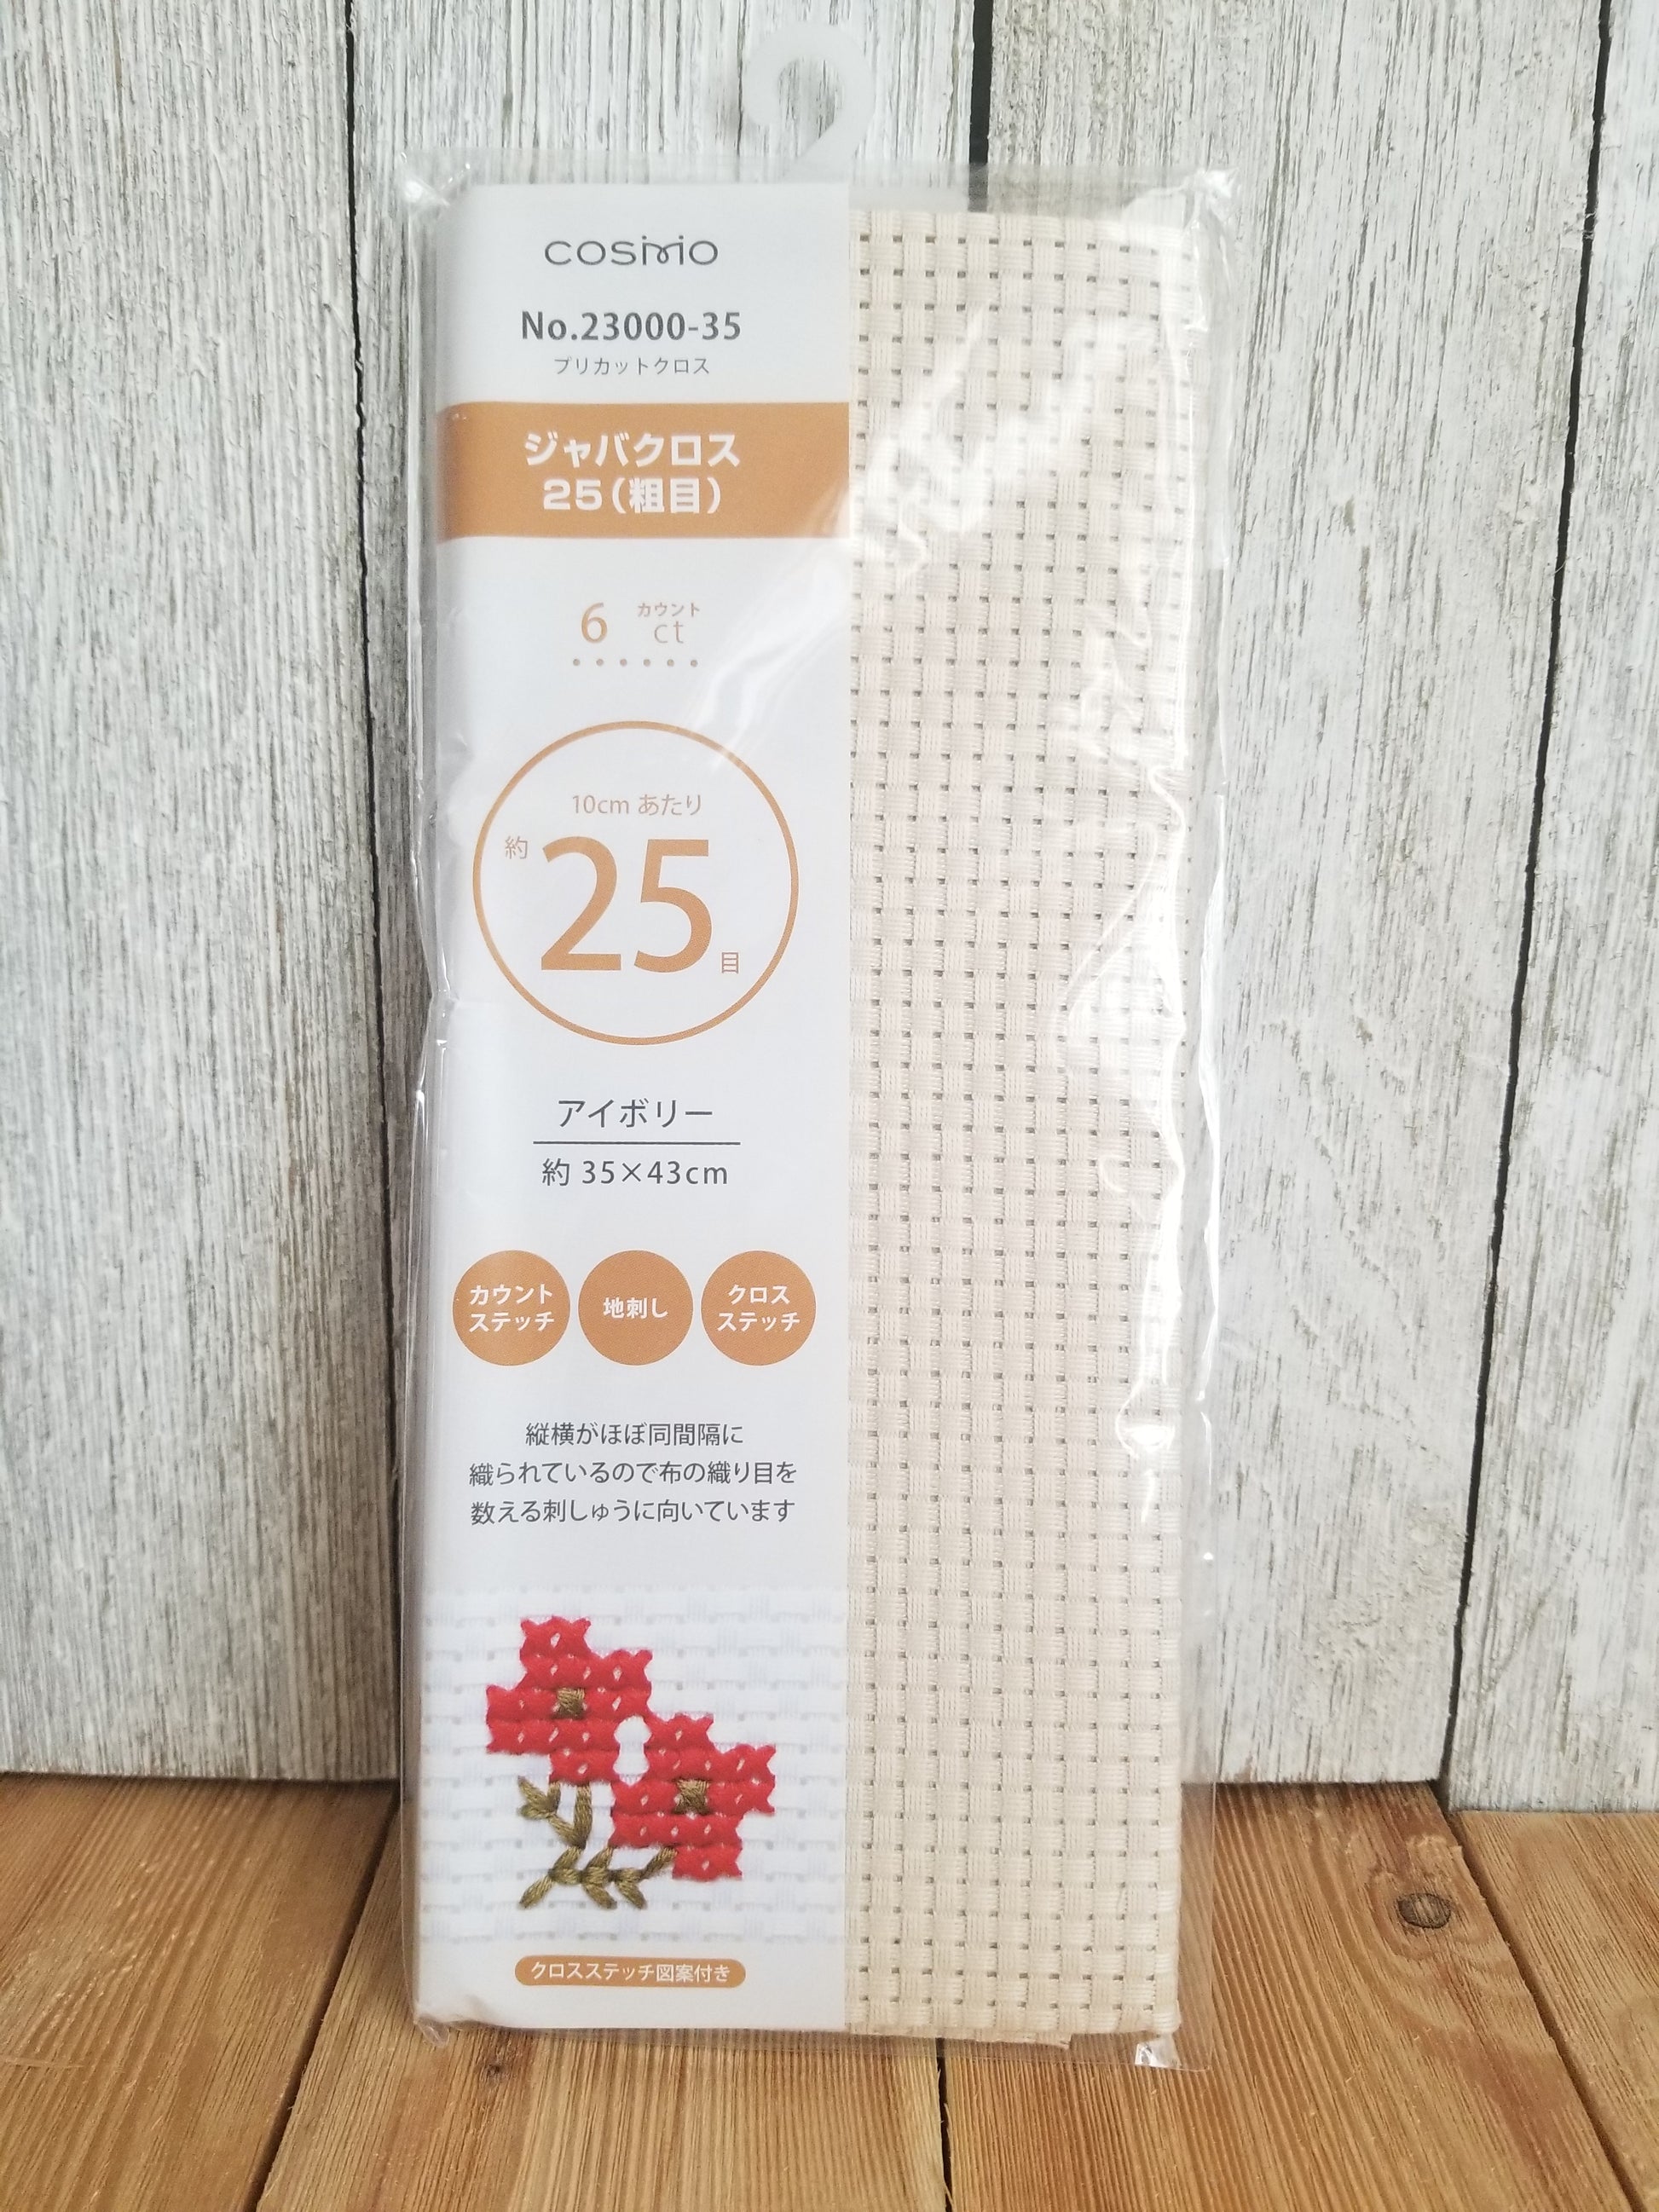 COSMO
No.23000-35
プリカットクロス
ジャバクロス
25(粗目)
カウント
6 ct
10cm あたり
約 25 目
アイボリー
約 35×43cm
カウント
ステッチ
地刺し
クロス
ステッチ
縦横がほぼ同間隔に
織られているので布の織り目を
数える刺しゅうに向いています
クロスステッチ図案付き